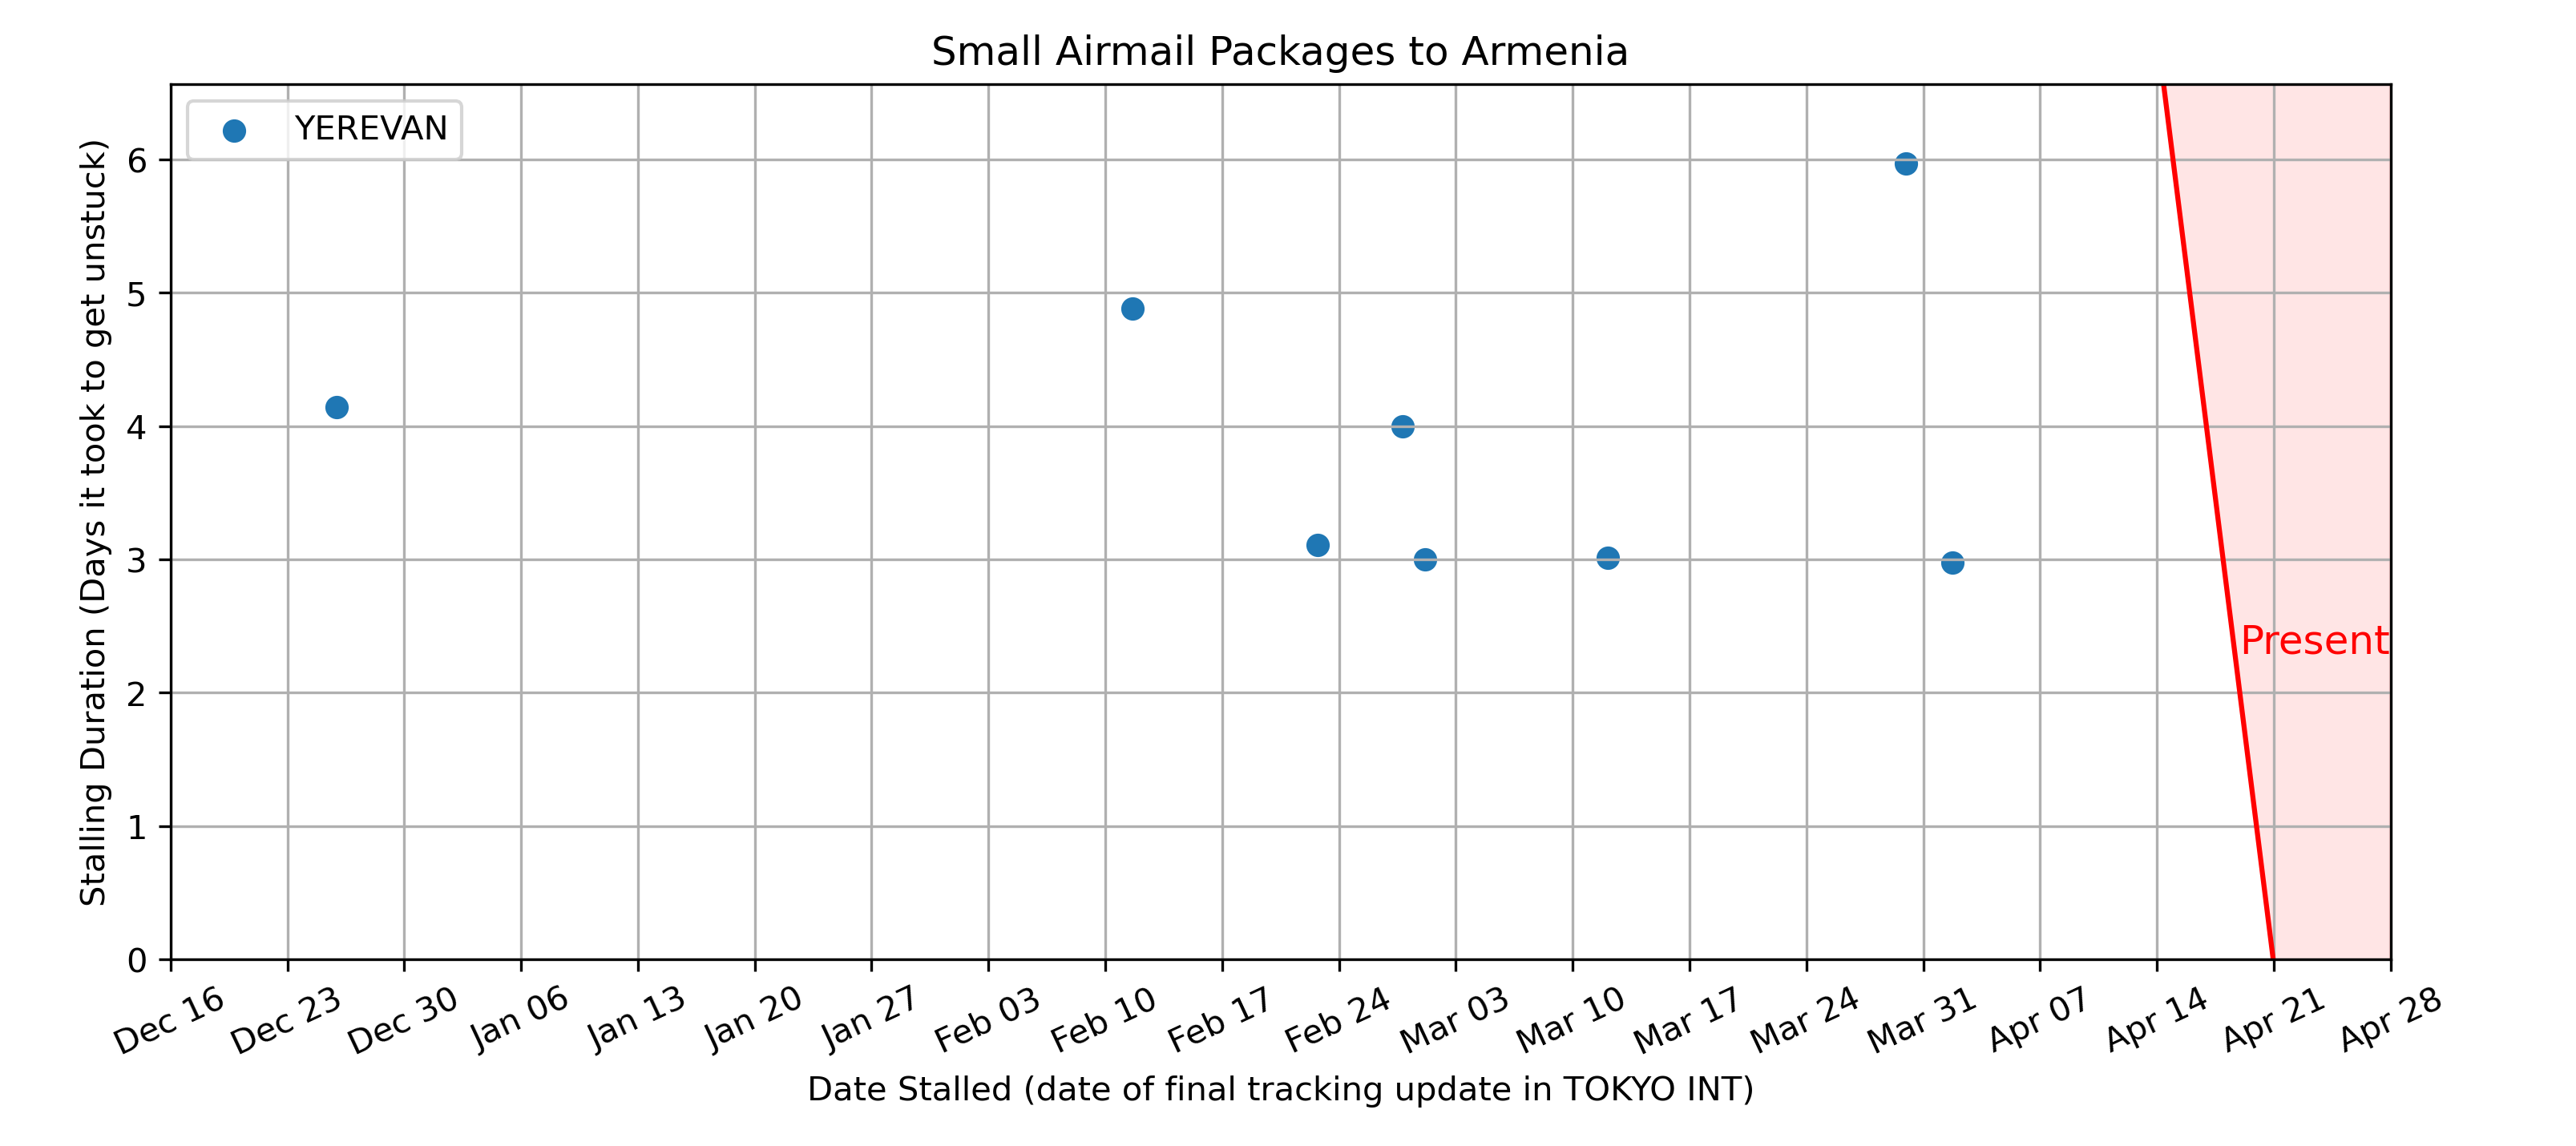 Small Airmail Packages to Armenia
YEREVAN
Stalling Duration (Days it took to get unstuck)
6
5
4
3
2
1
0
Present
Dec 16
Dec 23
Dec 30
Jan 06
Jan 13
Jan 20
Jan 27
Feb 03
Feb 10
Feb 17
Feb 24
Mar 03
Mar 10
Mar 17
Mar 24
Mar 31
Apr 07
Apr 14
Apr 21
Apr 28
Date Stalled (date of final tracking update in TOKYO INT)